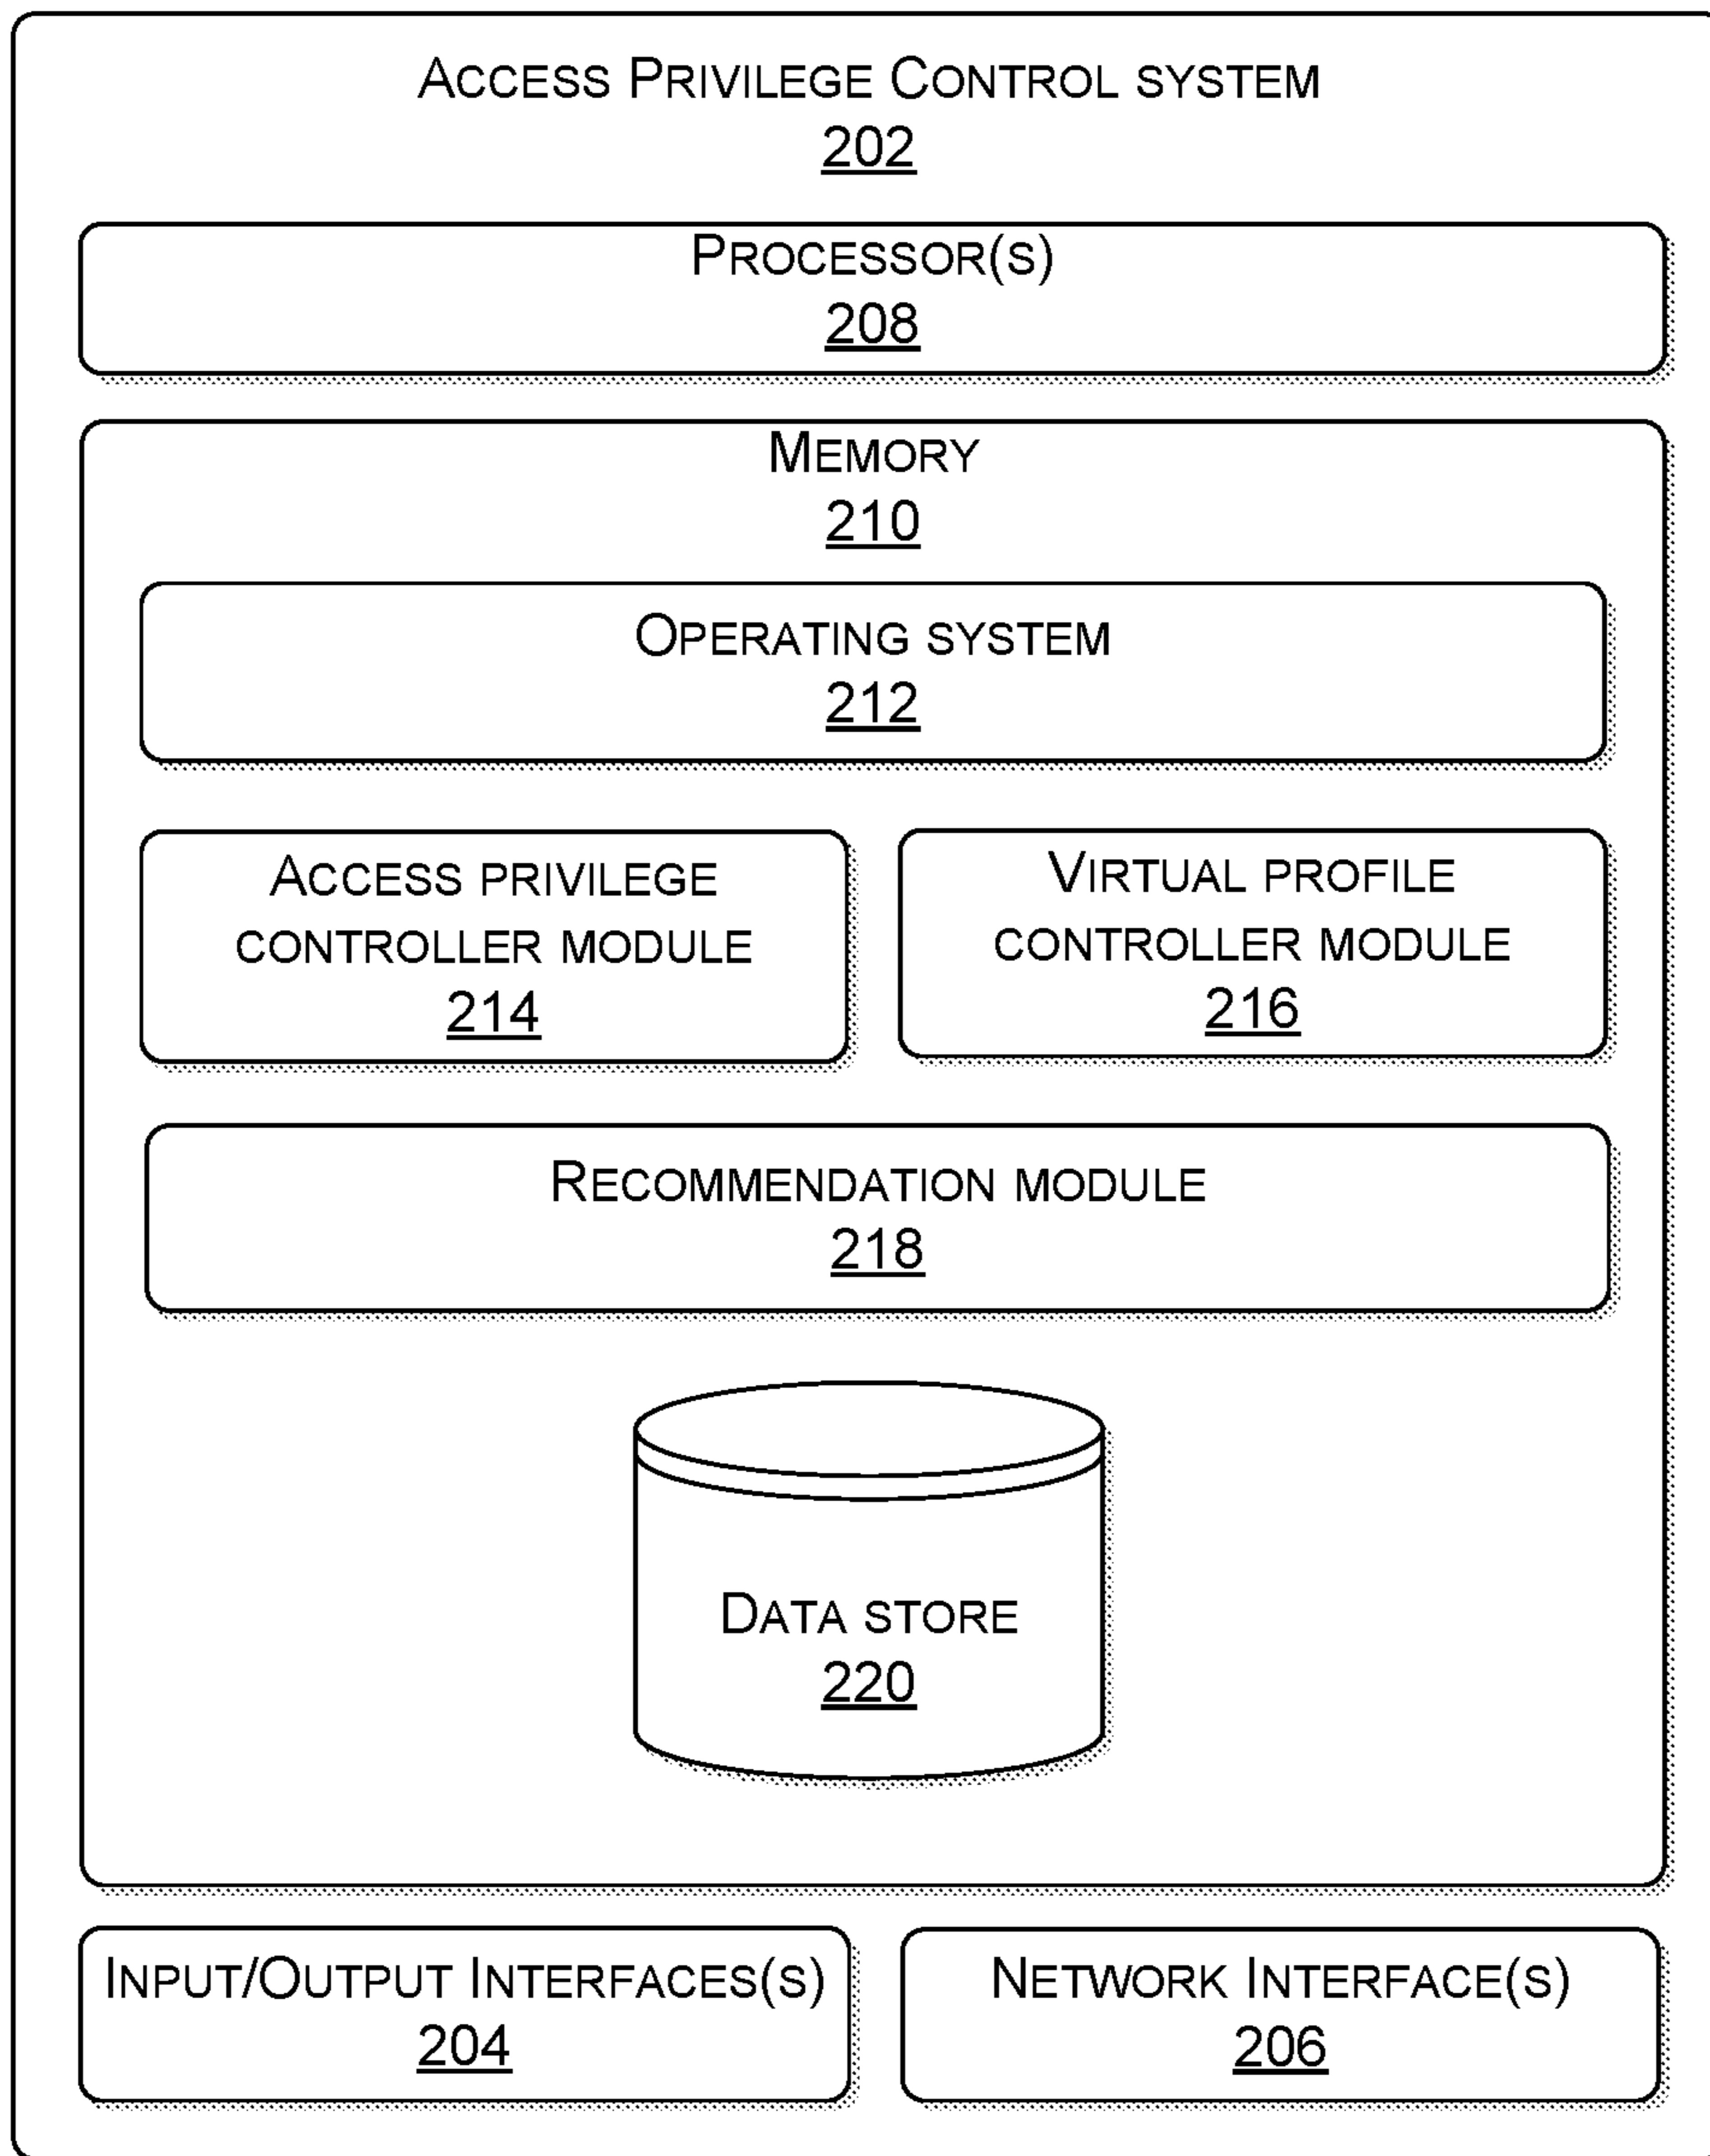 Access Privilege Control system
202
Processor(s)
208
Memory
210
Operating system
212
Access privilege
controller module
214
Virtual profile
controller module
216
Recommendation module
218
Data store
220
Input/Output Interfaces(s)
204
Network Interface(s)
206